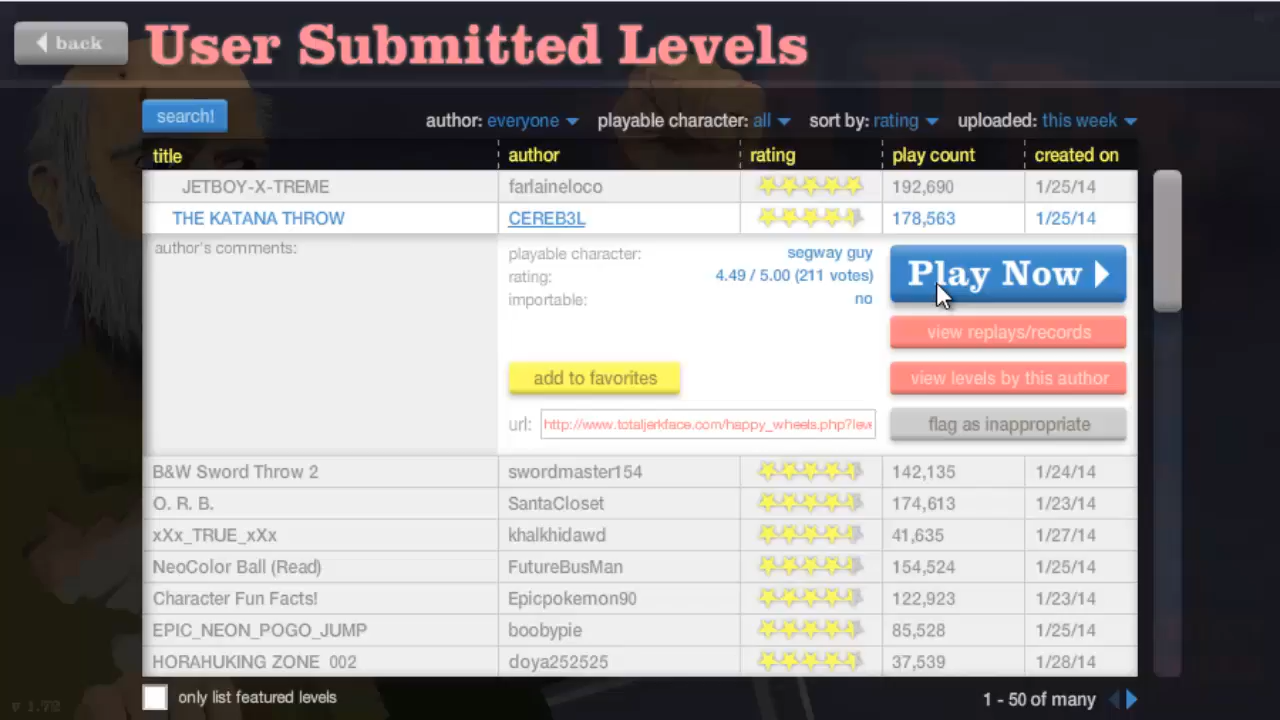 back
User Submitted Levels
search!
author: everyone playable character: all sort by: rating uploaded: this week
title author rating play count created on
JETBOY-X-TREME farlaineloco 192,690 1/25/14
THE KATANA THROW CEREB3L 178,563 1/25/14
author's comments:
playable character: segway guy
rating: 4.49 / 5.00 (211 votes)
importable: no
Play Now
view replays/records
add to favorites
view levels by this author
url: http://www.totaljerkface.com/happy_wheels.php?leve
flag as inappropriate
B&W Sword Throw 2 swordmaster154 142,135 1/24/14
O. R. B. SantaCloset 174,613 1/23/14
xXx_TRUE_xXx khalkhidawd 41,635 1/27/14
NeoColor Ball (Read) FutureBusMan 154,524 1/25/14
Character Fun Facts! Epicpokemon90 122,923 1/23/14
EPIC_NEON_POGO_JUMP boobypie 85,528 1/25/14
HORAHUKING ZONE 002 doya252525 37,539 1/28/14
only list featured levels
1 - 50 of many
v 1.72